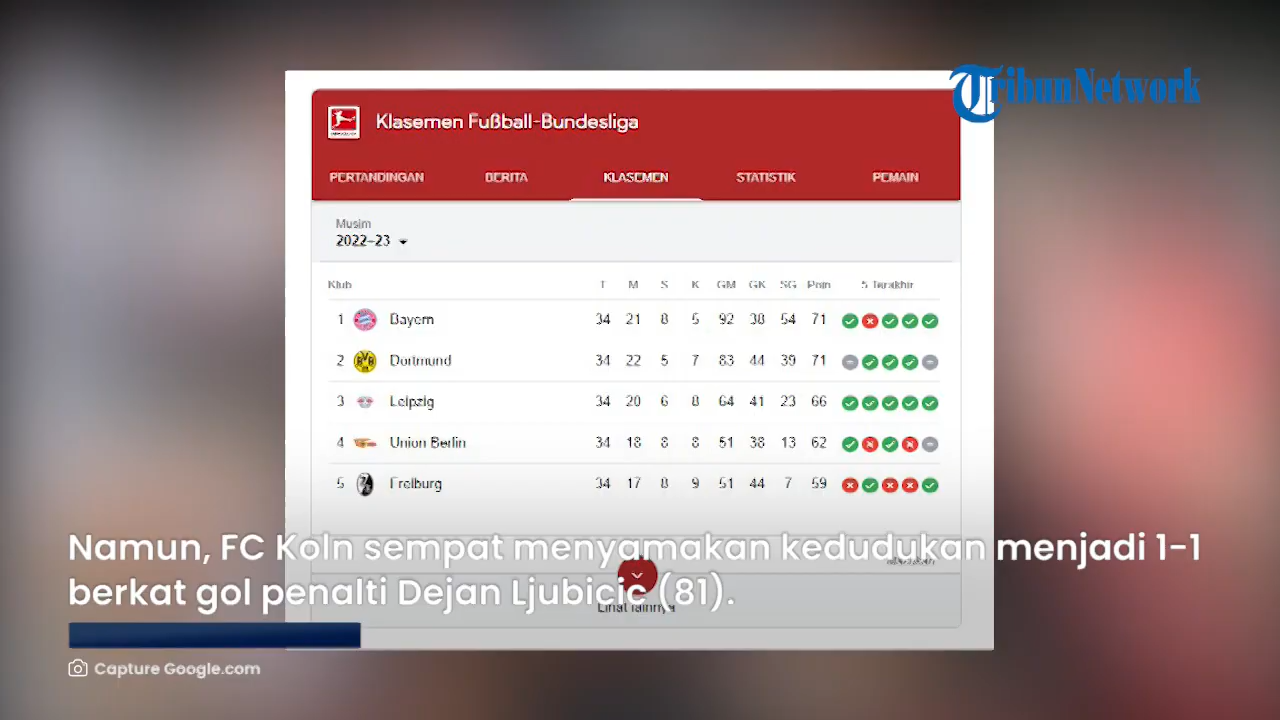 TribunNetwork
Klasemen Fußball-Bundesliga
PERTANDINGAN BERITA KLASEMEN STATISTIK PEMAIN
Musim
2022-23
Klub T M S K GM GK SG Poin 5 Terakhir
1 Bayern 34 21 8 5 92 38 54 71
2 Dortmund 34 22 5 7 83 44 39 71
3 Leipzig 34 20 6 8 64 41 23 66
4 Union Berlin 34 18 8 8 51 38 13 62
5 Freiburg 34 17 8 9 51 44 7 59
Namun, FC Koln sempat menyamakan kedudukan menjadi 1-1
berkat gol penalti Dejan Ljubicic (81).
Lihat lainnya
Capture Google.com